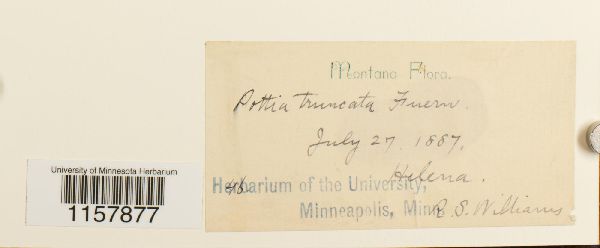 Montana Flora.
Pottia truncata Fuern.
July 27. 1887.
Helena.
46.
Herbarium of the University,
Minneapolis, Minn.
R. S. Williams
University of Minnesota Herbarium
1157877